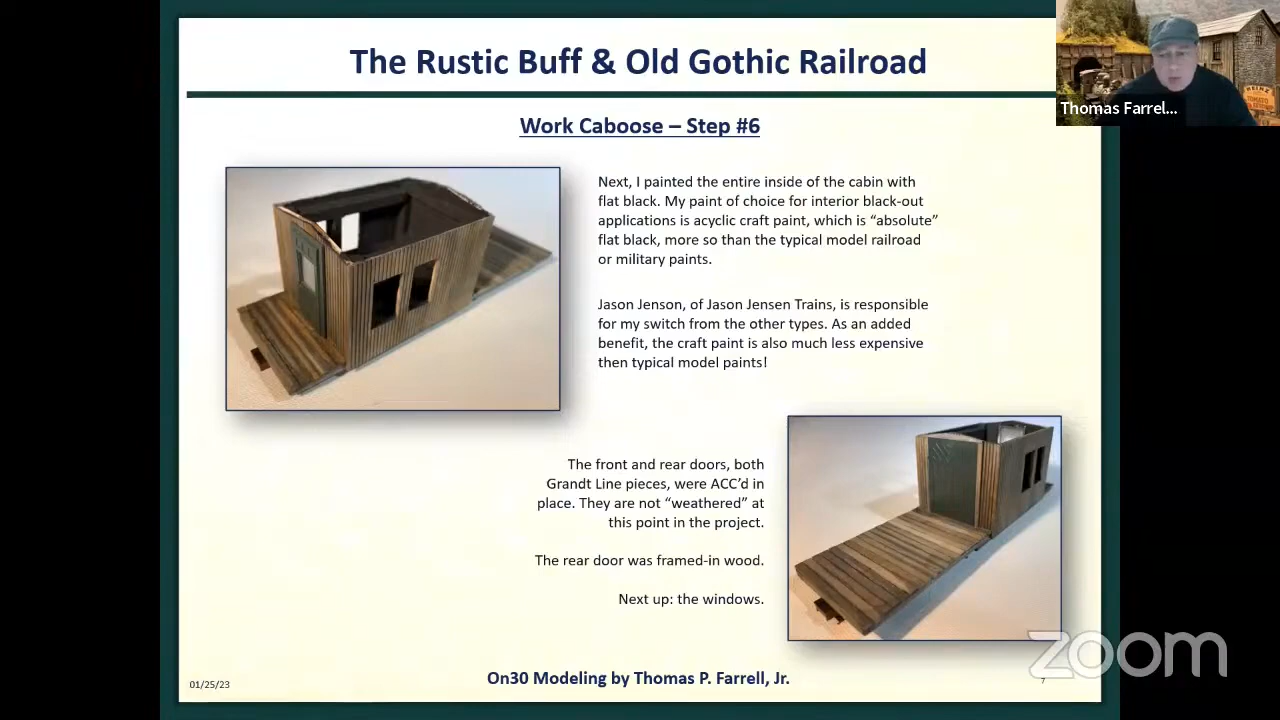 The Rustic Buff & Old Gothic Railroad
Thomas Farrel...
Work Caboose – Step #6
Next, I painted the entire inside of the cabin with
flat black. My paint of choice for interior black-out
applications is acyclic craft paint, which is “absolute”
flat black, more so than the typical model railroad
or military paints.
Jason Jenson, of Jason Jensen Trains, is responsible
for my switch from the other types. As an added
benefit, the craft paint is also much less expensive
then typical model paints!
The front and rear doors, both
Grandt Line pieces, were ACC’d in
place. They are not “weathered” at
this point in the project.
The rear door was framed-in wood.
Next up: the windows.
zoom
01/25/23
On30 Modeling by Thomas P. Farrell, Jr.
7
HEINZ
TOMATO